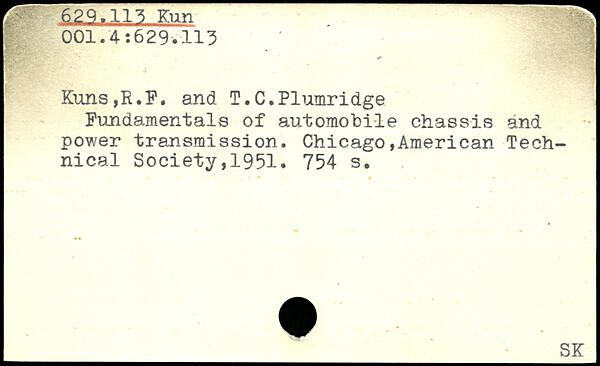 629.113 Kun
001.4:629.113
Kuns,R.F. and T.C.Plumridge
Fundamentals of automobile chassis and
power transmission. Chicago,American Tech-
nical Society,1951. 754 s.
SK